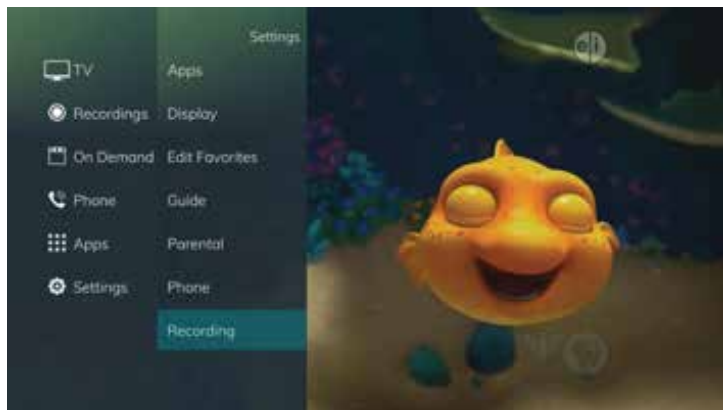 Settings
TV
Recordings
On Demand
Phone
Apps
Settings
Apps
Display
Edit Favorites
Guide
Parental
Phone
Recording
e/i